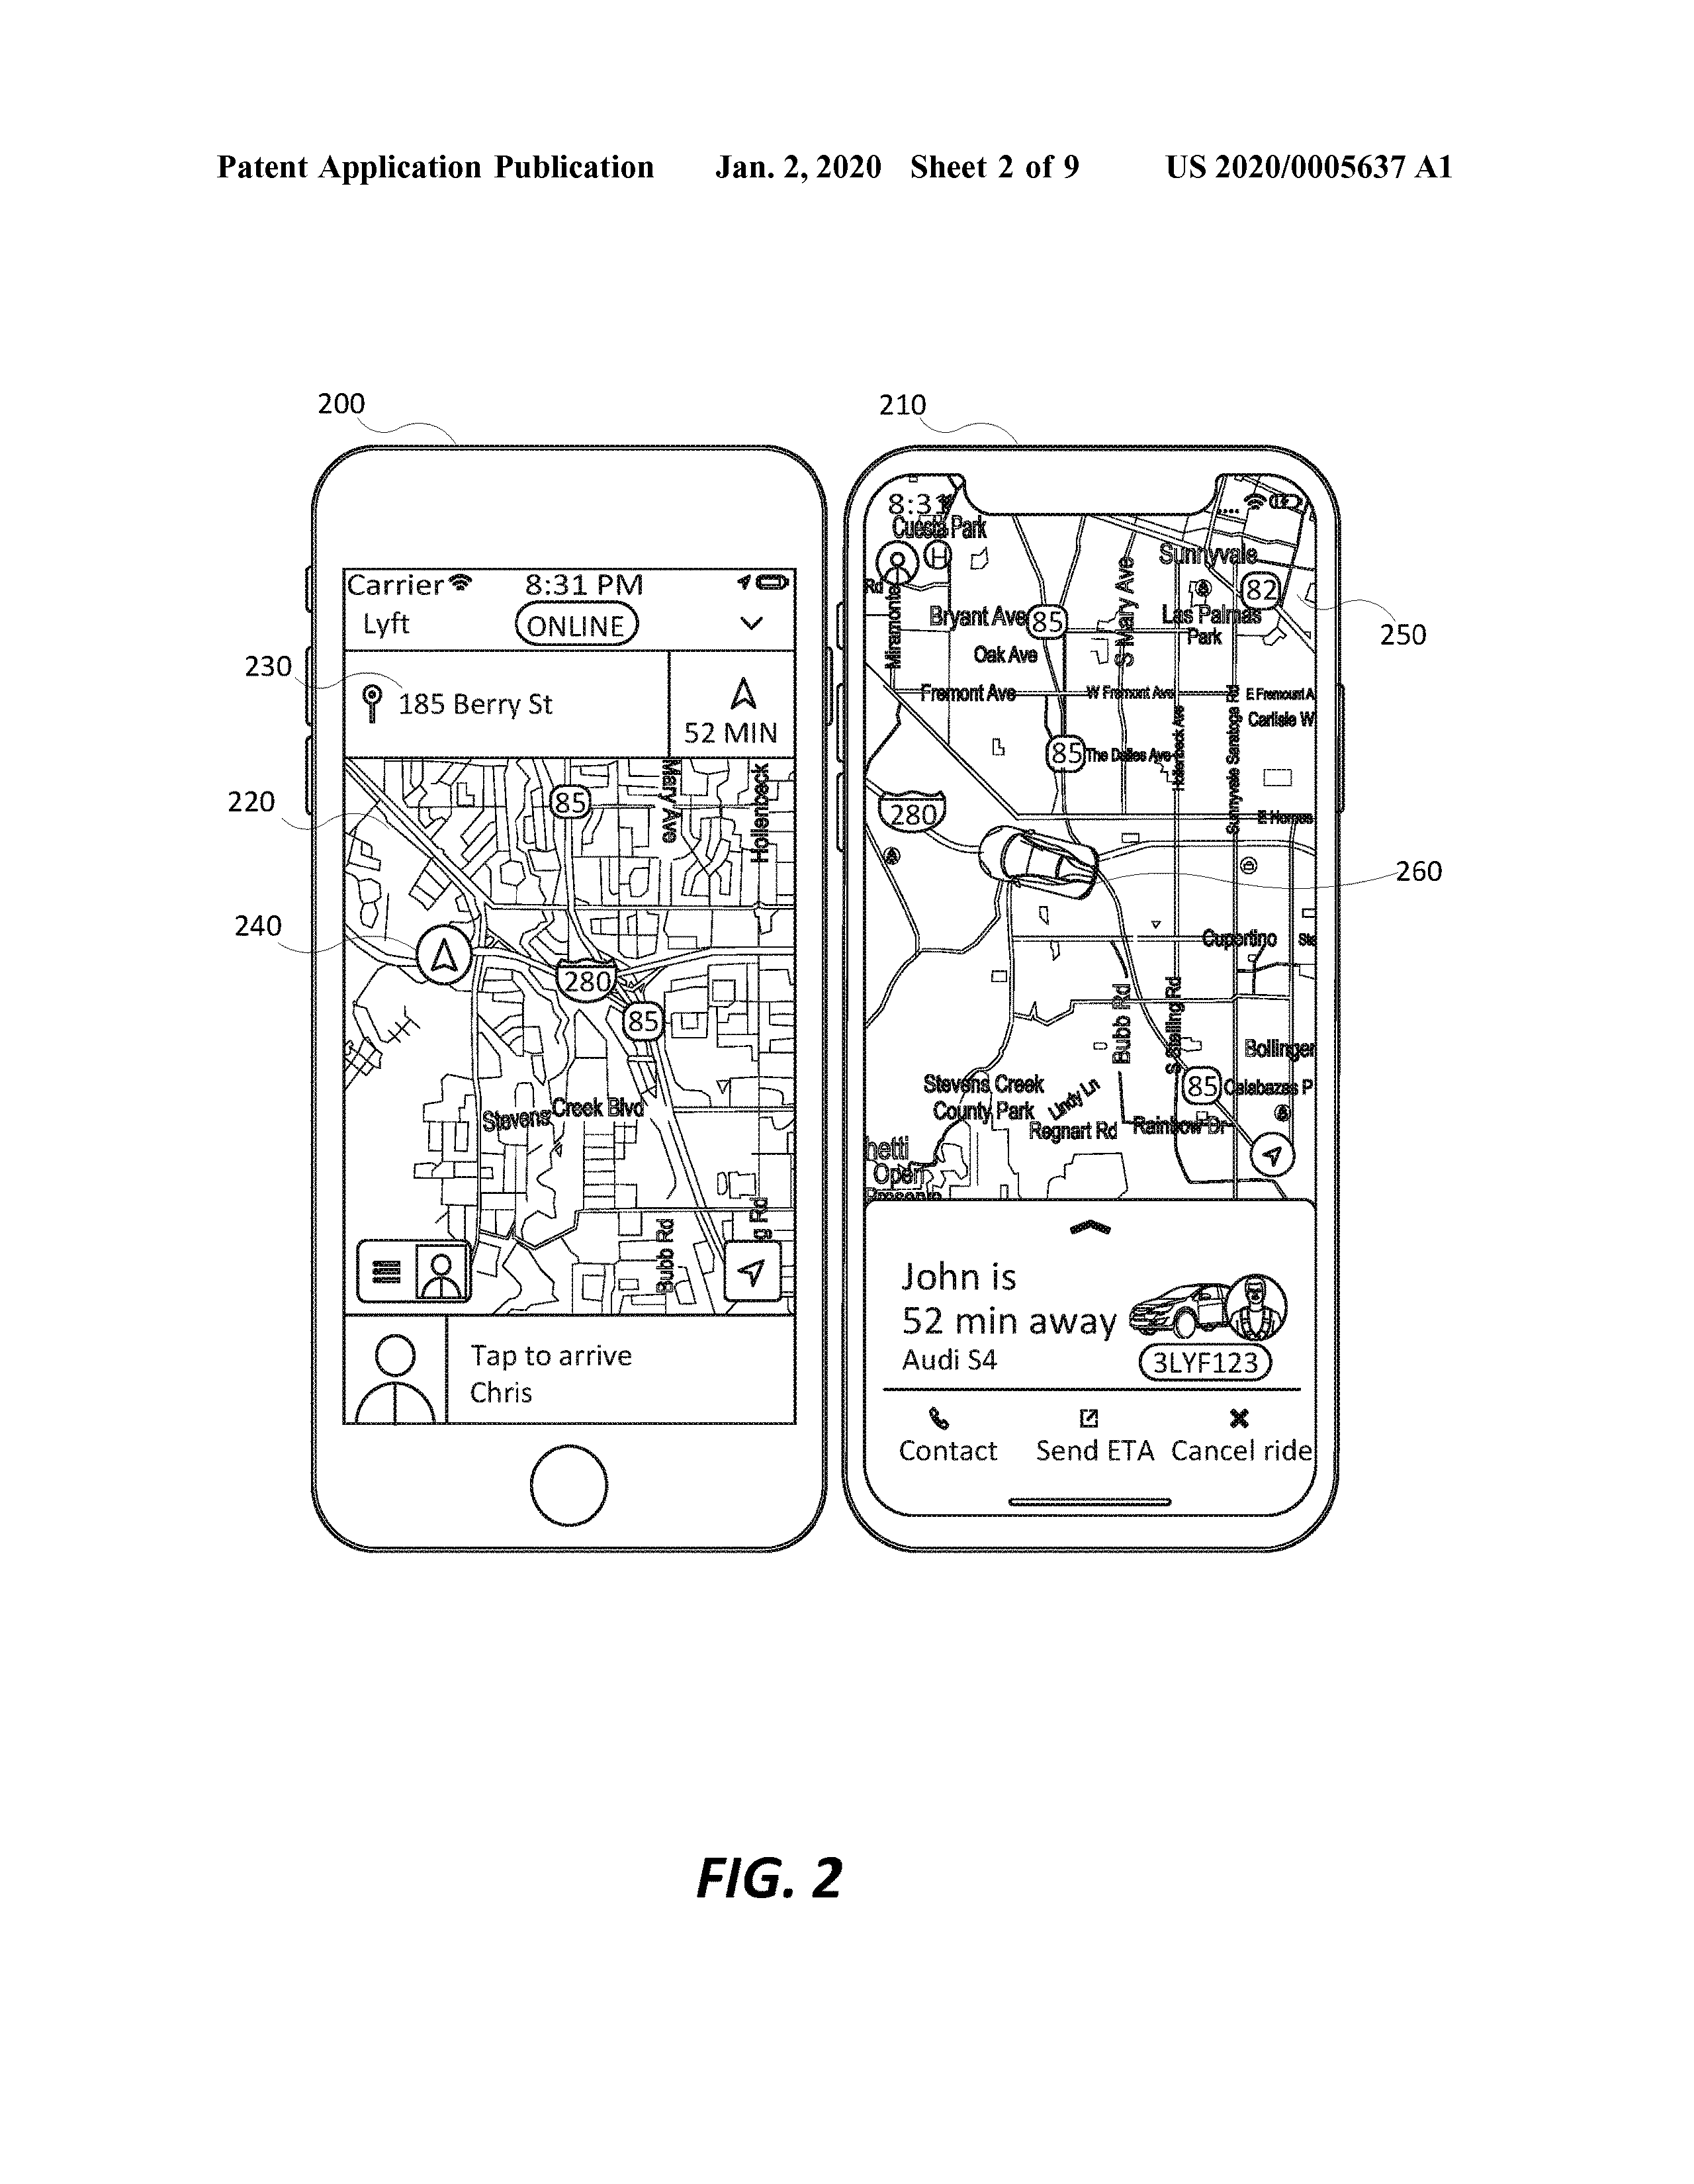 Patent Application Publication Jan. 2, 2020 Sheet 2 of 9 US 2020/0005637 A1
200
210
Carrier 8:31 PM
Lyft ONLINE
230
185 Berry St
52 MIN
220
240
85
Mary Ave
Hollenbeck
280
85
Stevens Creek Blvd
Bubb Rd
g Rd
Tap to arrive
Chris
8:31
Cuesta Park
H
Sunnyvale
82
250
Rd
Miramonte
Bryant Ave
85
S Mary Ave
Las Palmas
Park
Oak Ave
Fremont Ave
W Fremont Ave
E Fremount A
Carlisle W
Hollenbeck Ave
Sunnyvale Saratoga Rd
85
The Dalles Ave
280
E Homes
260
Cupertino
Ste
Bubb Rd
S Stelling Rd
Bollinger
Stevens Creek
County Park
Lindy Ln
85
Calabazas P
Regnart Rd
Rainbow Dr
hetti
Open
John is
52 min away
Audi S4
3LYF123
Contact Send ETA Cancel ride
FIG. 2